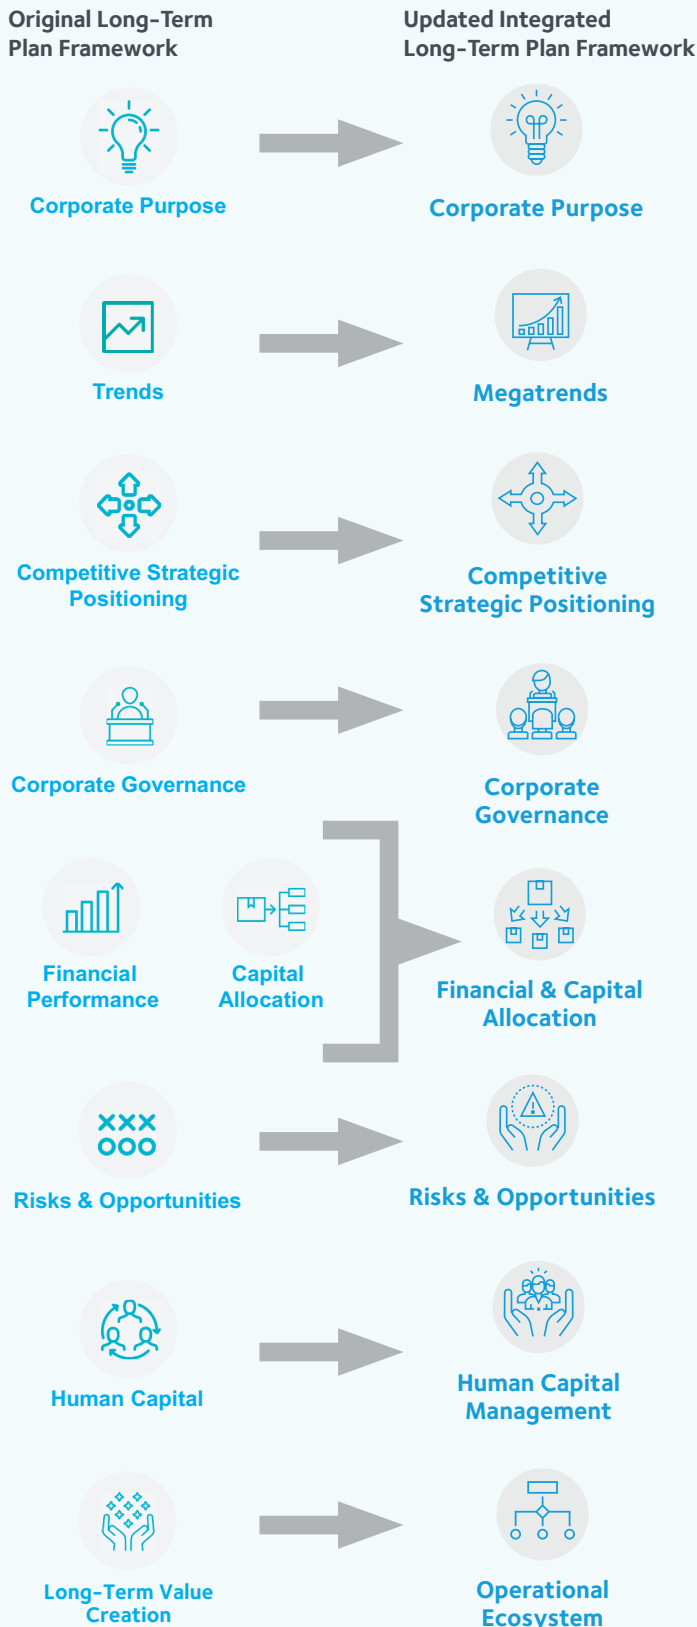 Original Long-Term
Plan Framework
Updated Integrated
Long-Term Plan Framework
Corporate Purpose
Corporate Purpose
Trends
Megatrends
Competitive Strategic
Positioning
Competitive
Strategic Positioning
Corporate Governance
Corporate
Governance
Financial
Performance
Capital
Allocation
Financial & Capital
Allocation
Risks & Opportunities
Risks & Opportunities
Human Capital
Human Capital
Management
Long-Term Value
Creation
Operational
Ecosystem